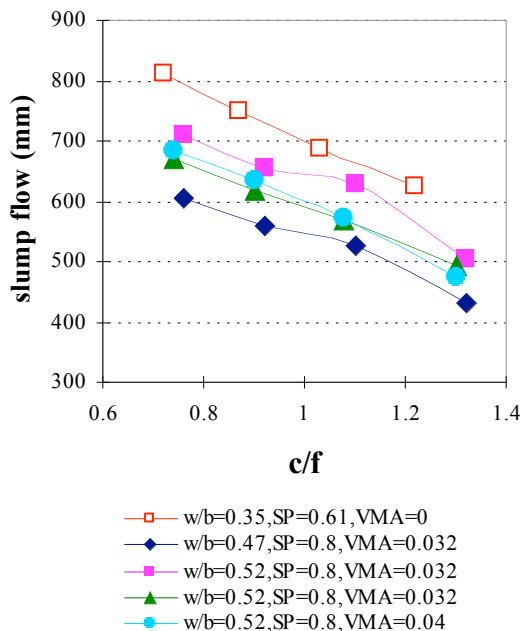 900
800
700
600
500
400
300
slump flow (mm)
0.6 0.8 1 1.2 1.4
c/f
w/b=0.35,SP=0.61,VMA=0
w/b=0.47,SP=0.8,VMA=0.032
w/b=0.52,SP=0.8,VMA=0.032
w/b=0.52,SP=0.8,VMA=0.032
w/b=0.52,SP=0.8,VMA=0.04